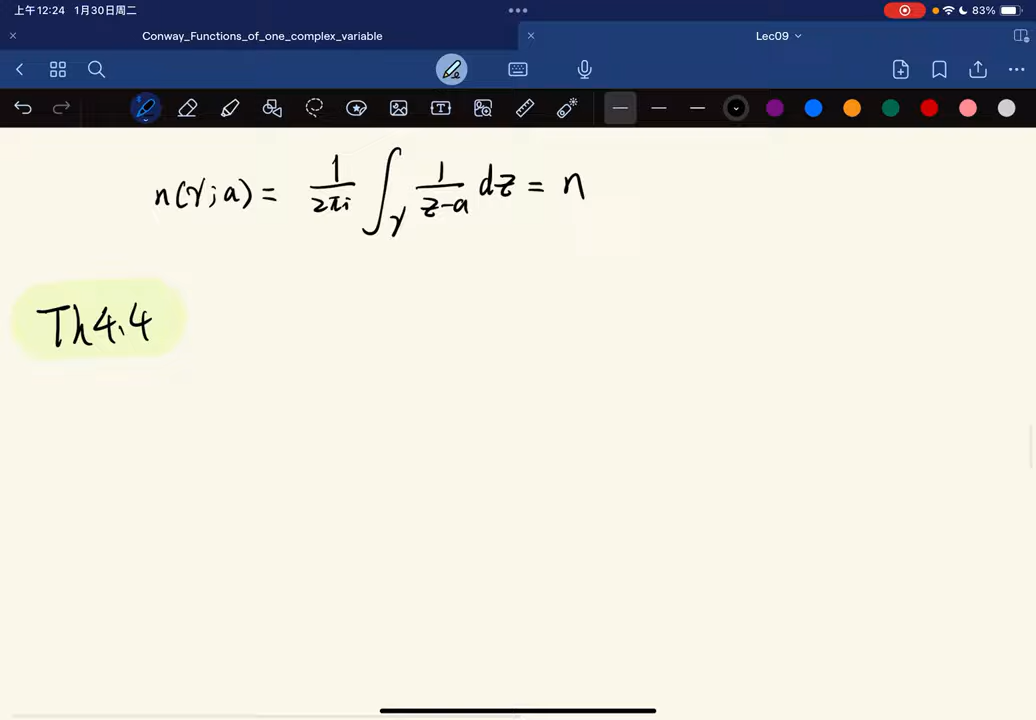 上午12:24 1月30日周二
83%
Conway_Functions_of_one_complex_variable
Lec09
n(γ;a) = 1/2πi ∫γ 1/z-a dz = n
Th4.4